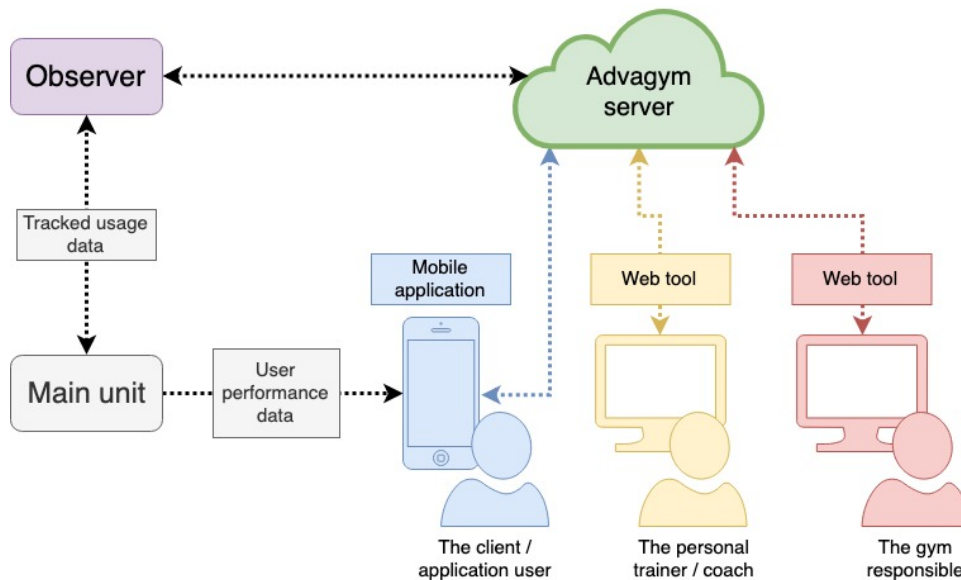 Observer
Advagym
server
Tracked usage
data
Mobile
application
Web tool
Web tool
Main unit
User
performance
data
The client /
application user
The personal
trainer / coach
The gym
responsible